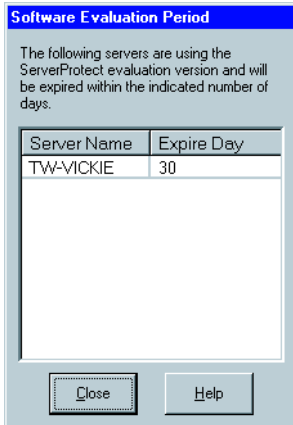 Software Evaluation Period
The following servers are using the
ServerProtect evaluation version and will
be expired within the indicated number of
days.
Server Name Expire Day
TW-VICKIE 30
Close Help